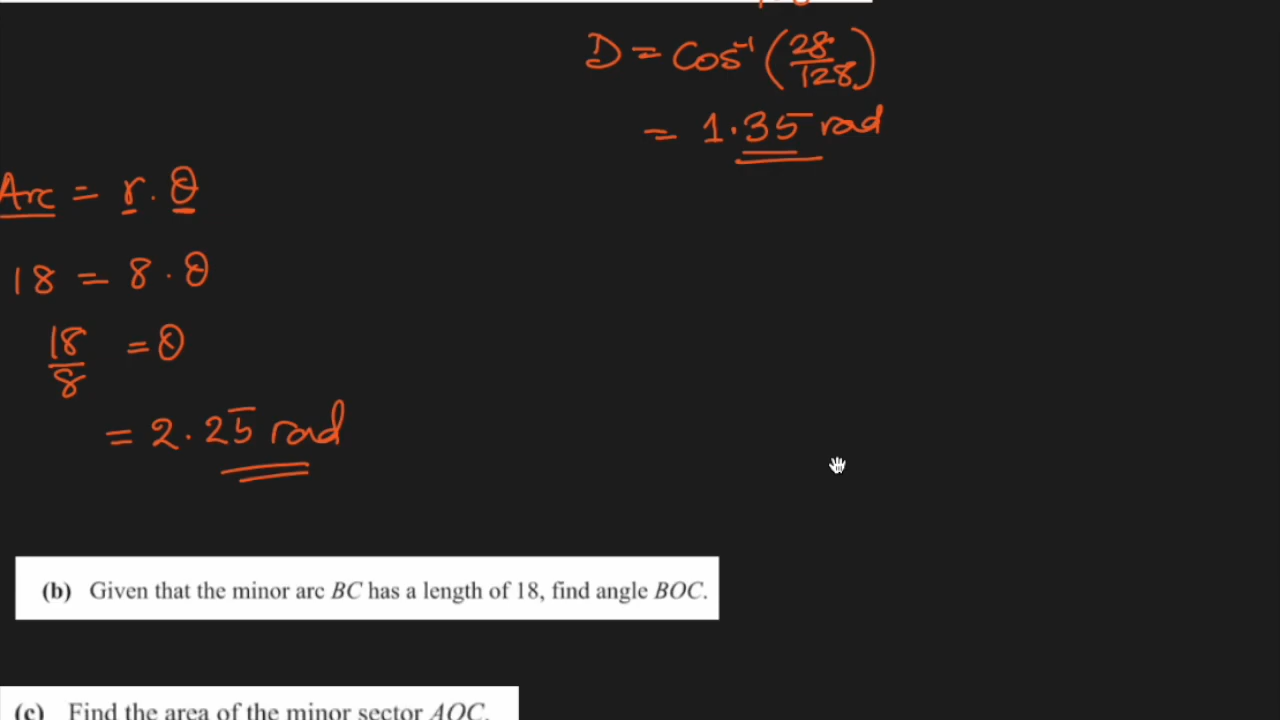 D = Cos⁻¹ (28/128)
= 1.35 rad
Arc = r . θ
18 = 8 . θ
18/8 = θ
= 2.25 rad
(b) Given that the minor arc BC has a length of 18, find angle BOC.
(c) Find the area of the minor sector AOC.